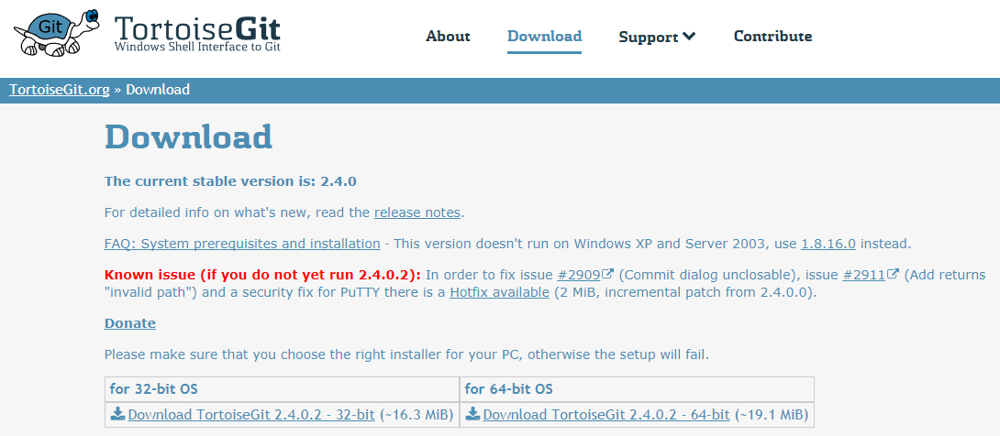 Git
TortoiseGit
Windows Shell Interface to Git
About Download Support Contribute
TortoiseGit.org » Download
Download
The current stable version is: 2.4.0
For detailed info on what's new, read the release notes.
FAQ: System prerequisites and installation - This version doesn't run on Windows XP and Server 2003, use 1.8.16.0 instead.
Known issue (if you do not yet run 2.4.0.2): In order to fix issue #2909 (Commit dialog unclosable), issue #2911 (Add returns
"invalid path") and a security fix for PuTTY there is a Hotfix available (2 MiB, incremental patch from 2.4.0.0).
Donate
Please make sure that you choose the right installer for your PC, otherwise the setup will fail.
for 32-bit OS for 64-bit OS
Download TortoiseGit 2.4.0.2 - 32-bit (~16.3 MiB) Download TortoiseGit 2.4.0.2 - 64-bit (~19.1 MiB)